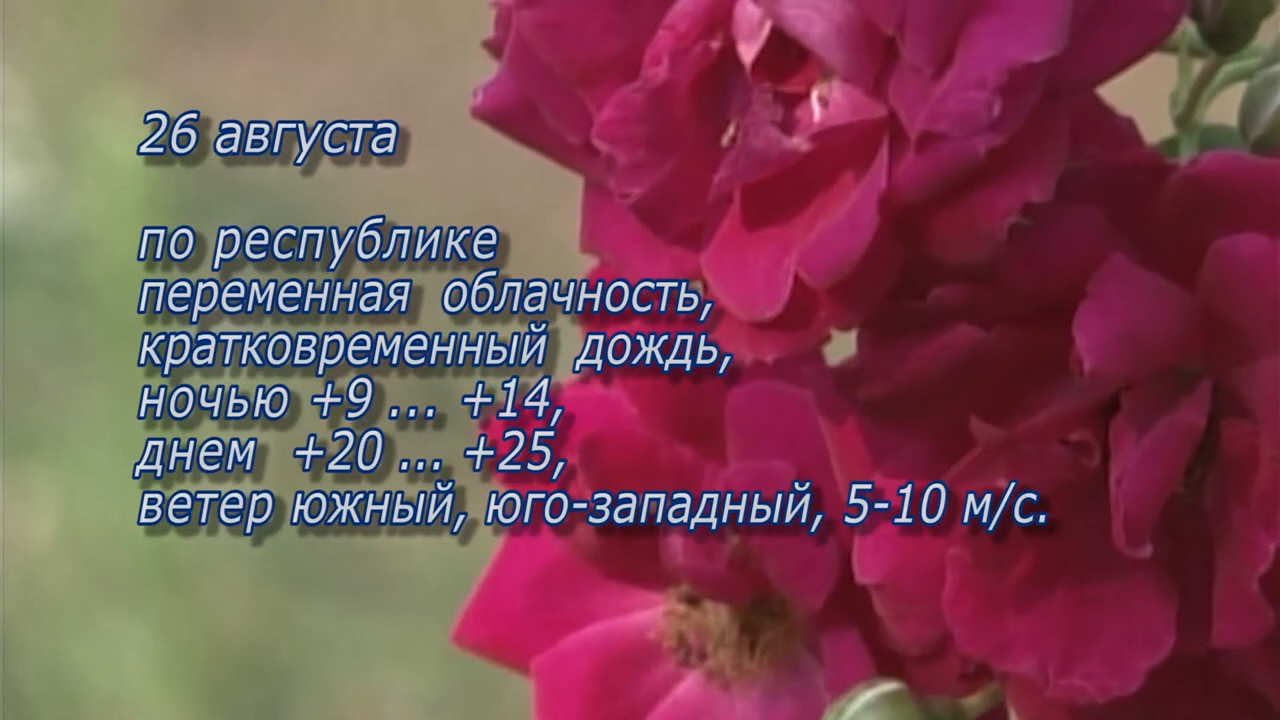 26 августа
по республике
переменная облачность,
кратковременный дождь,
ночью +9 ... +14,
днем +20 ... +25,
ветер южный, юго-западный, 5-10 м/с.